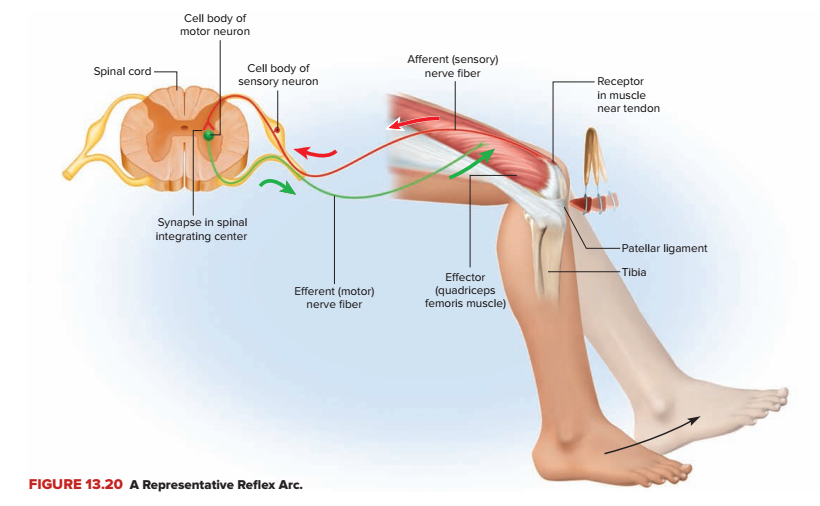 Cell body of
motor neuron
Spinal cord
Cell body of
sensory neuron
Afferent (sensory)
nerve fiber
Receptor
in muscle
near tendon
Synapse in spinal
integrating center
Efferent (motor)
nerve fiber
Effector
(quadriceps
femoris muscle)
Patellar ligament
Tibia
FIGURE 13.20 A Representative Reflex Arc.